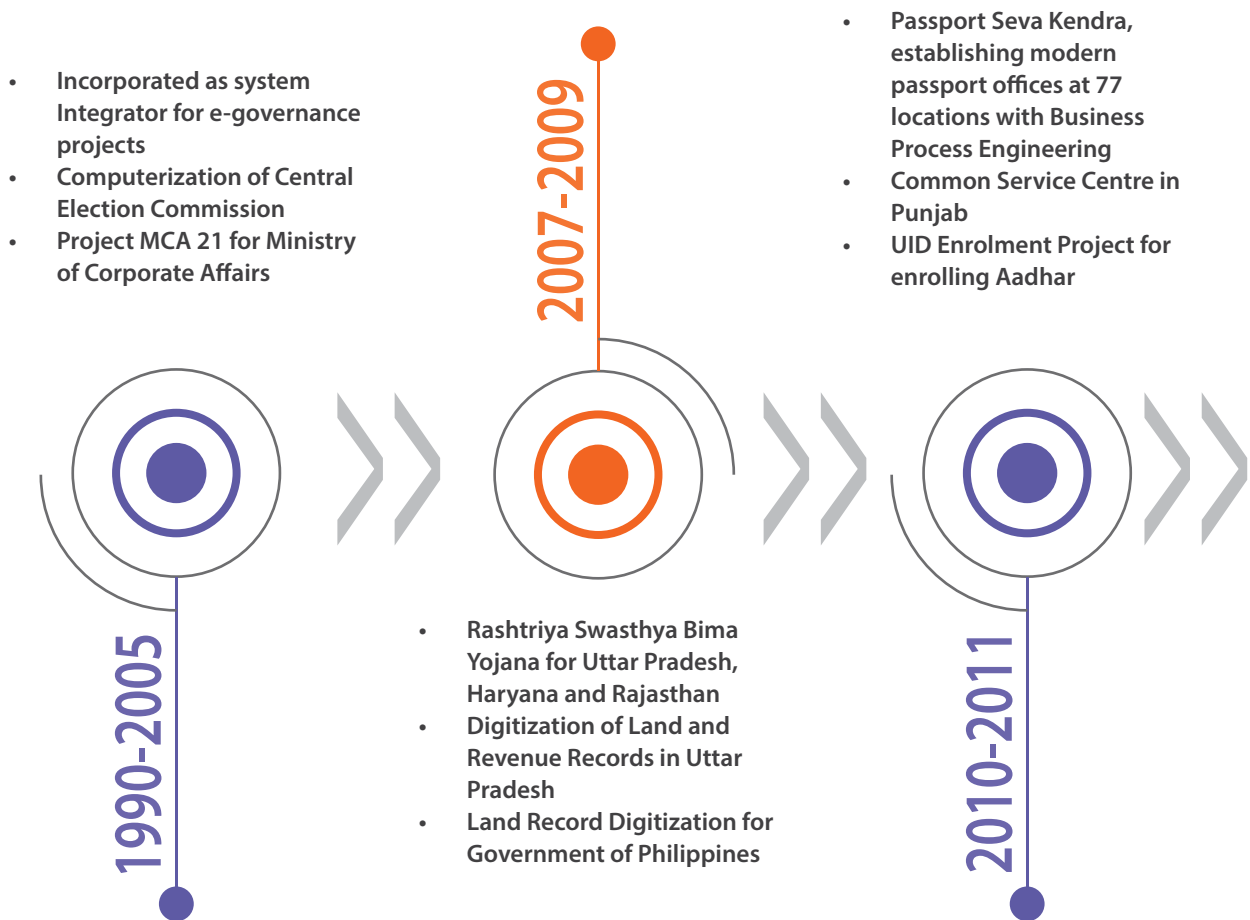 • Incorporated as system
Integrator for e-governance
projects
• Computerization of Central
Election Commission
• Project MCA 21 for Ministry
of Corporate Affairs
1990-2005
2007-2009
• Rashtriya Swasthya Bima
Yojana for Uttar Pradesh,
Haryana and Rajasthan
• Digitization of Land and
Revenue Records in Uttar
Pradesh
• Land Record Digitization for
Government of Philippines
• Passport Seva Kendra,
establishing modern
passport offices at 77
locations with Business
Process Engineering
• Common Service Centre in
Punjab
• UID Enrolment Project for
enrolling Aadhar
2010-2011